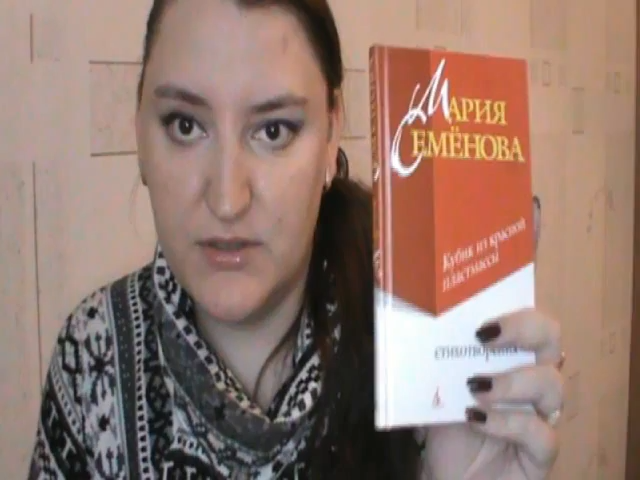 Мария
Семёнова
Кубик из красной
пластмассы
стихотворения